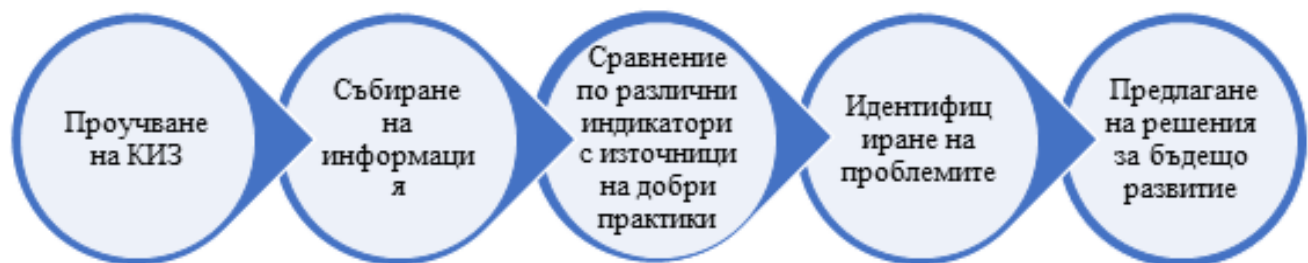 Проучване
на КИЗ
Събиране
на
информаци
я
Сравнение
по различни
индикатори
с източници
на добри
практики
Идентифиц
иране на
проблемите
Предлагане
на решения
за бъдещо
развитие